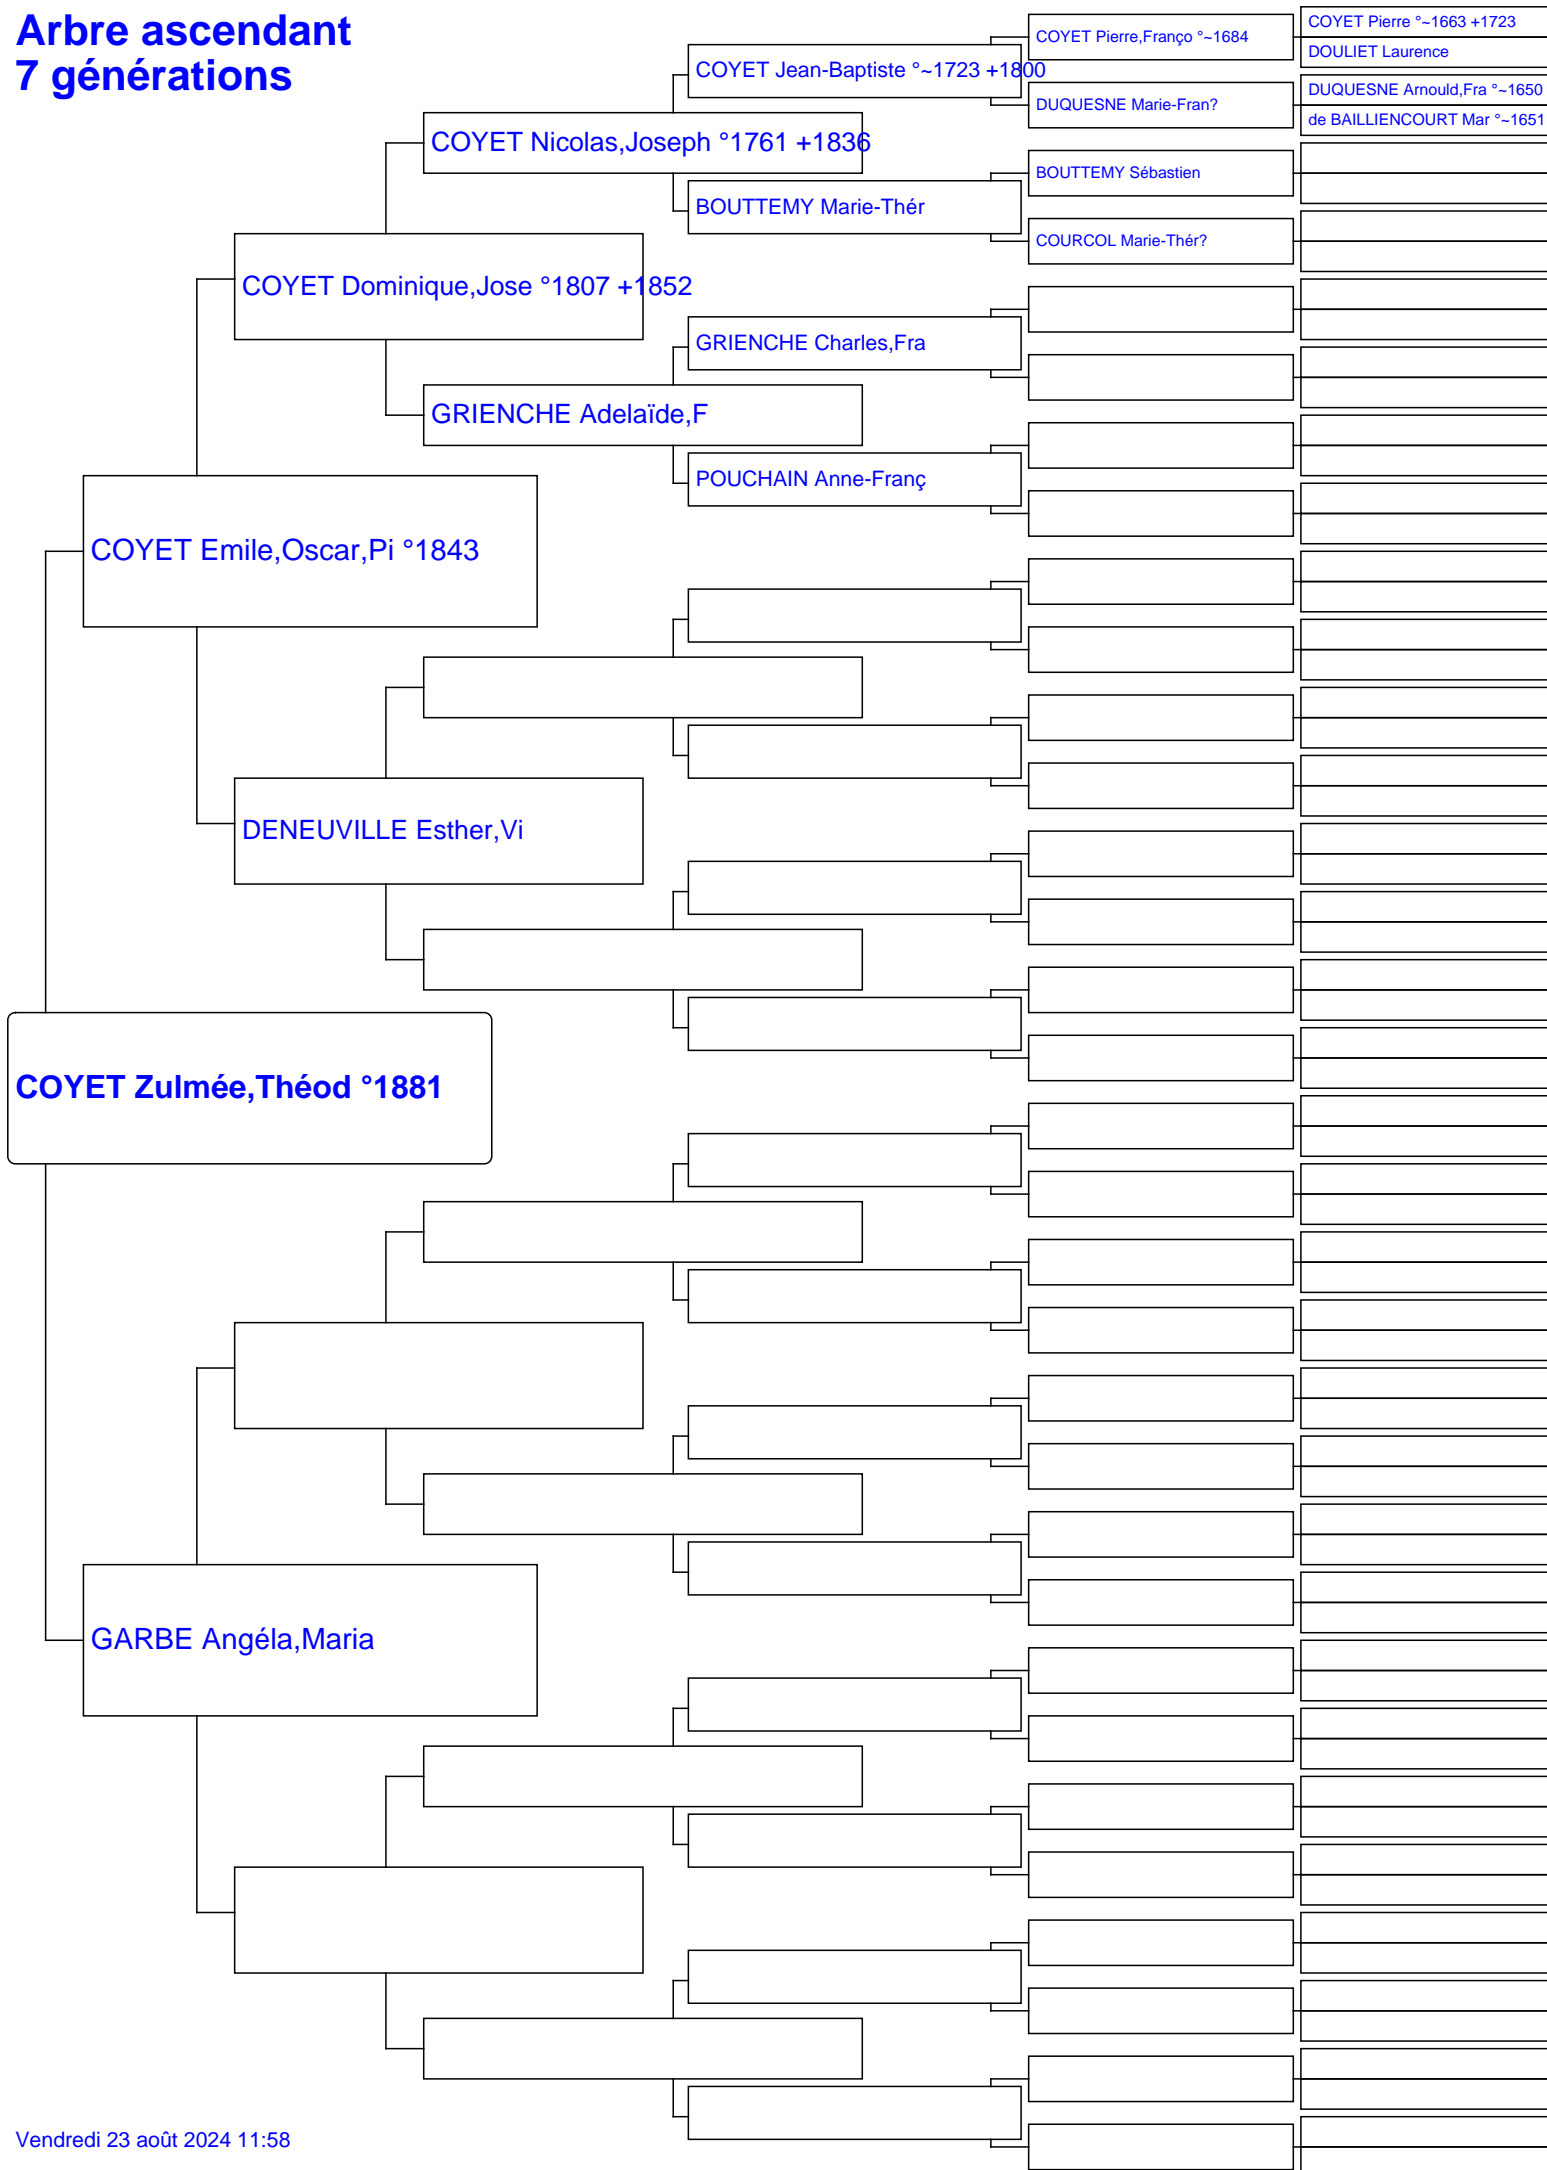 Arbre ascendant
7 générations
COYET Pierre °~1663 +1723
COYET Pierre,Franço °~1684
DOULIET Laurence
COYET Jean-Baptiste °~1723 +1800
DUQUESNE Arnould,Fra °~1650
DUQUESNE Marie-Fran?
de BAILLIENCOURT Mar °~1651
COYET Nicolas,Joseph °1761 +1836
BOUTTEMY Sébastien
BOUTTEMY Marie-Thér
COURCOL Marie-Thér?
COYET Dominique,Jose °1807 +1852
GRIENCHE Charles,Fra
GRIENCHE Adelaïde,F
POUCHAIN Anne-Franç
COYET Emile,Oscar,Pi °1843
DENEUVILLE Esther,Vi
COYET Zulmée,Théod °1881
GARBE Angéla,Maria
Vendredi 23 août 2024 11:58